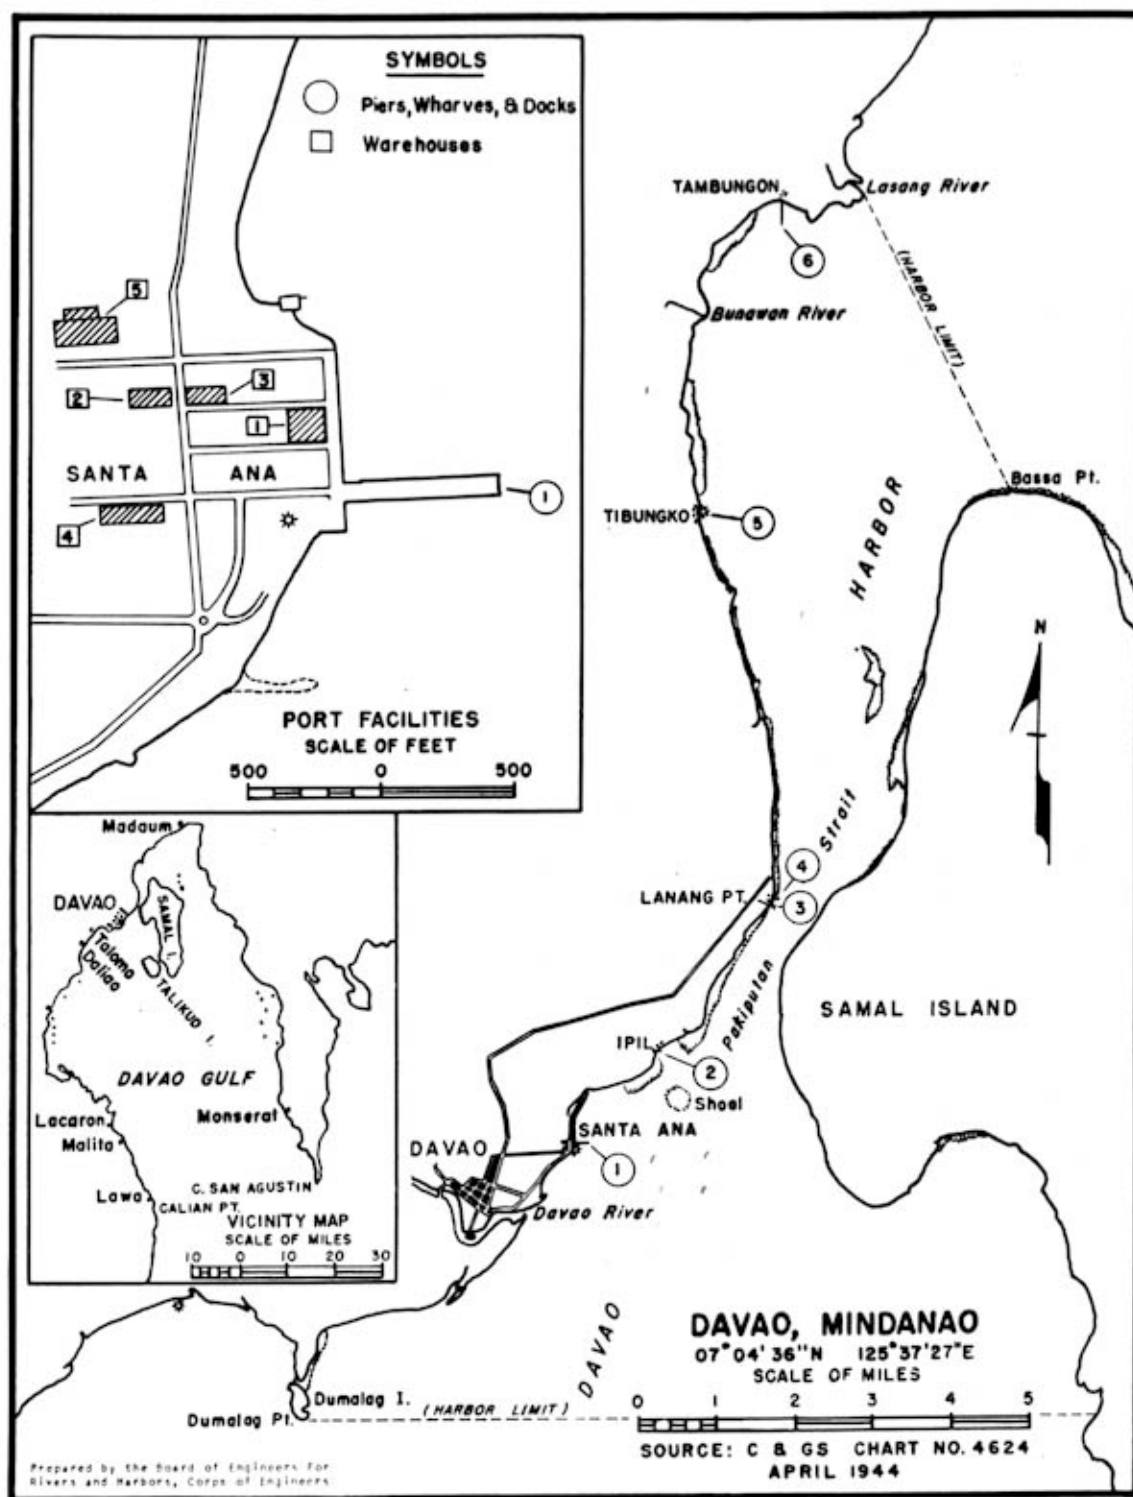 SYMBOLS
Piers, Wharves, & Docks
Warehouses
5
2
3
1
SANTA ANA
1
4
PORT FACILITIES
SCALE OF FEET
500 0 500
TAMBUNGON
Lasang River
6
(HARBOR LIMIT)
Bunawan River
Bassa Pt.
TIBUNGKO
5
HARBOR
N
Strait
4
LANANG PT.
3
Pakiputan
SAMAL ISLAND
IPIL
2
Shoal
SANTA ANA
DAVAO
1
Davao River
Madaum
DAVAO
SAMAL I.
Taloma
Daliao
TALIKUD I.
DAVAO GULF
Lacaron
Monserat
Malita
Lawa
C. SAN AGUSTIN
CALIAN PT.
VICINITY MAP
SCALE OF MILES
10 0 10 20 30
DAVAO
DAVAO, MINDANAO
07°04'36"N 125°37'27"E
SCALE OF MILES
0 1 2 3 4 5
Dumalag I.
(HARBOR LIMIT)
Dumalag Pt.
SOURCE: C & GS CHART NO. 4624
APRIL 1944
Prepared by the Board of Engineers For
Rivers and Harbors, Corps of Engineers